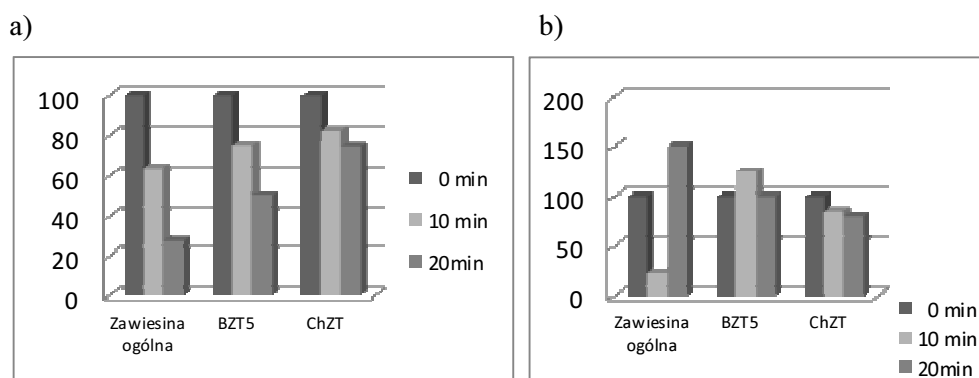 a)
100
80
60
40
20
0
Zawiesina
ogólna
BZT5
ChZT
0 min
10 min
20min
b)
200
150
100
50
0
Zawiesina
ogólna
BZT5
ChZT
0 min
10 min
20min